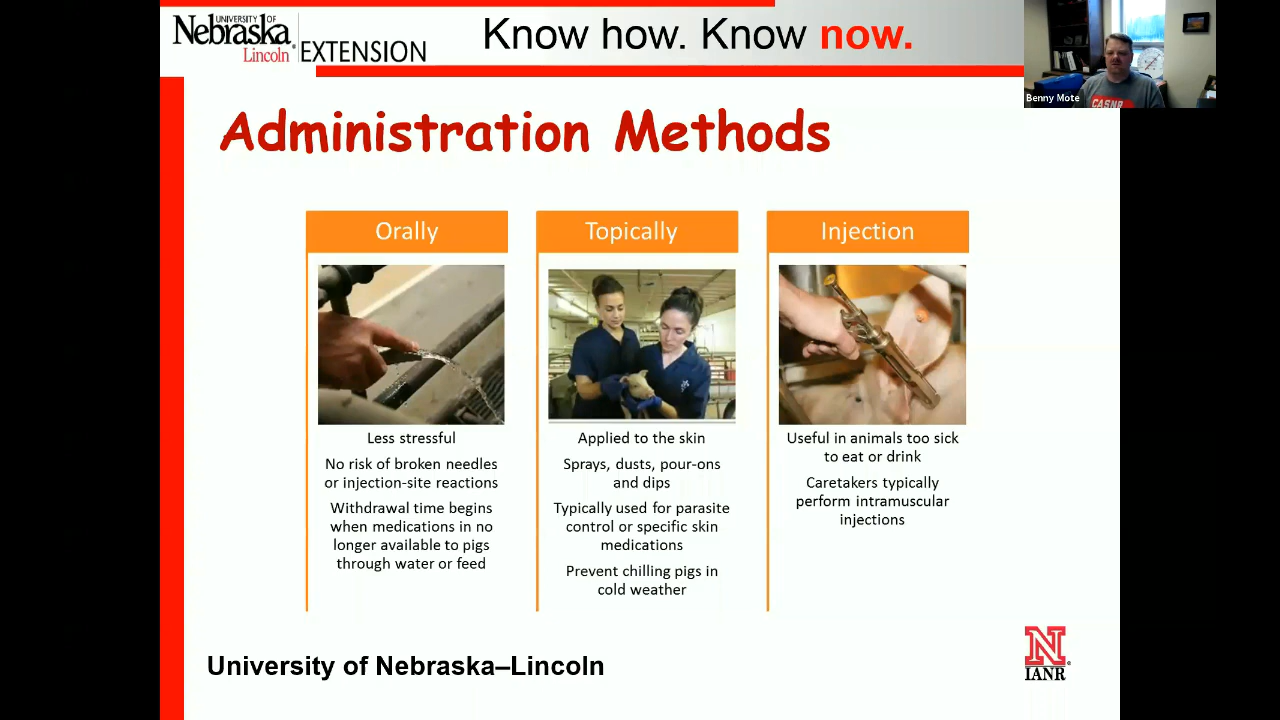 UNIVERSITY OF
Nebraska
Lincoln
EXTENSION
Know how. Know now.
Benny Mote
CASNR
Administration Methods
Orally
Less stressful
No risk of broken needles
or injection-site reactions
Withdrawal time begins
when medications in no
longer available to pigs
through water or feed
Topically
Applied to the skin
Sprays, dusts, pour-ons
and dips
Typically used for parasite
control or specific skin
medications
Prevent chilling pigs in
cold weather
Injection
Useful in animals too sick
to eat or drink
Caretakers typically
perform intramuscular
injections
University of Nebraska–Lincoln
N
IANR